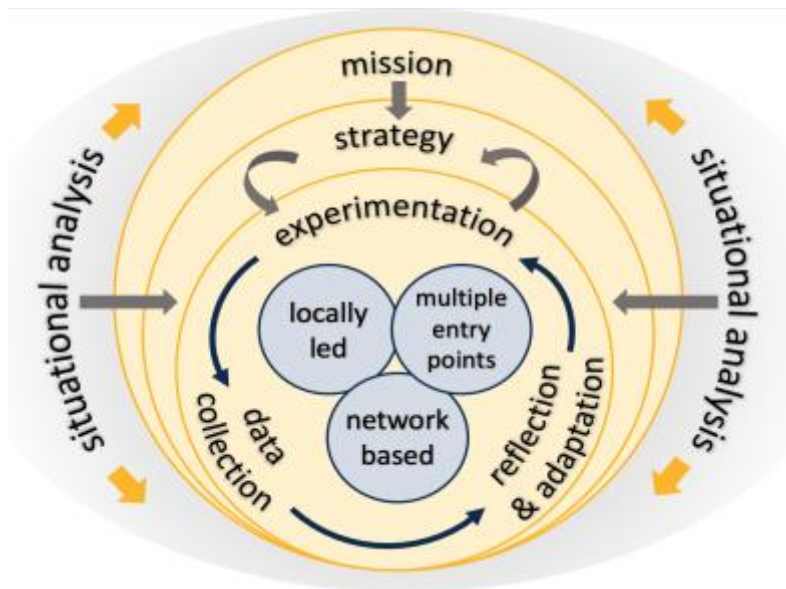 mission
strategy
experimentation
situational analysis
situational analysis
locally
led
multiple
entry
points
network
based
data
collection
reflection
& adaptation